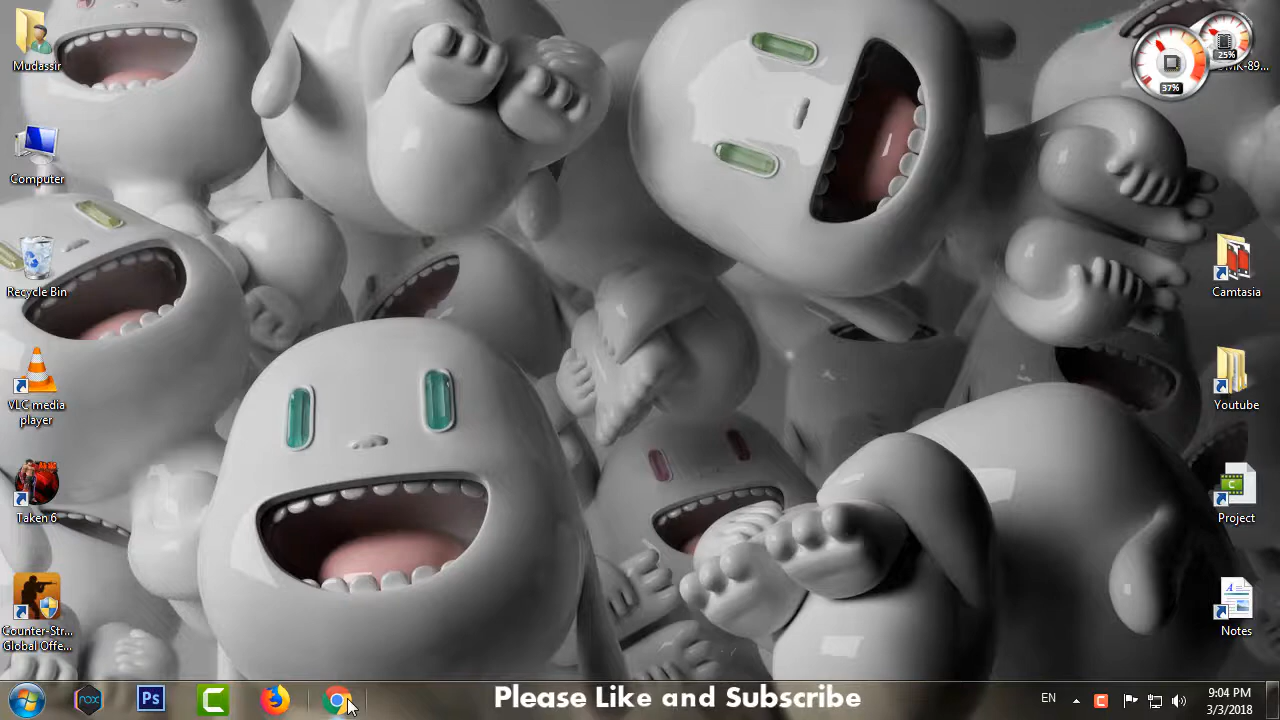 Mudassir
Computer
Recycle Bin
VLC media
player
Taken 6
Counter-Str...
Global Offe...
25%
37%
Camtasia
Youtube
Project
Notes
Ps
Please Like and Subscribe
EN
9:04 PM
3/3/2018